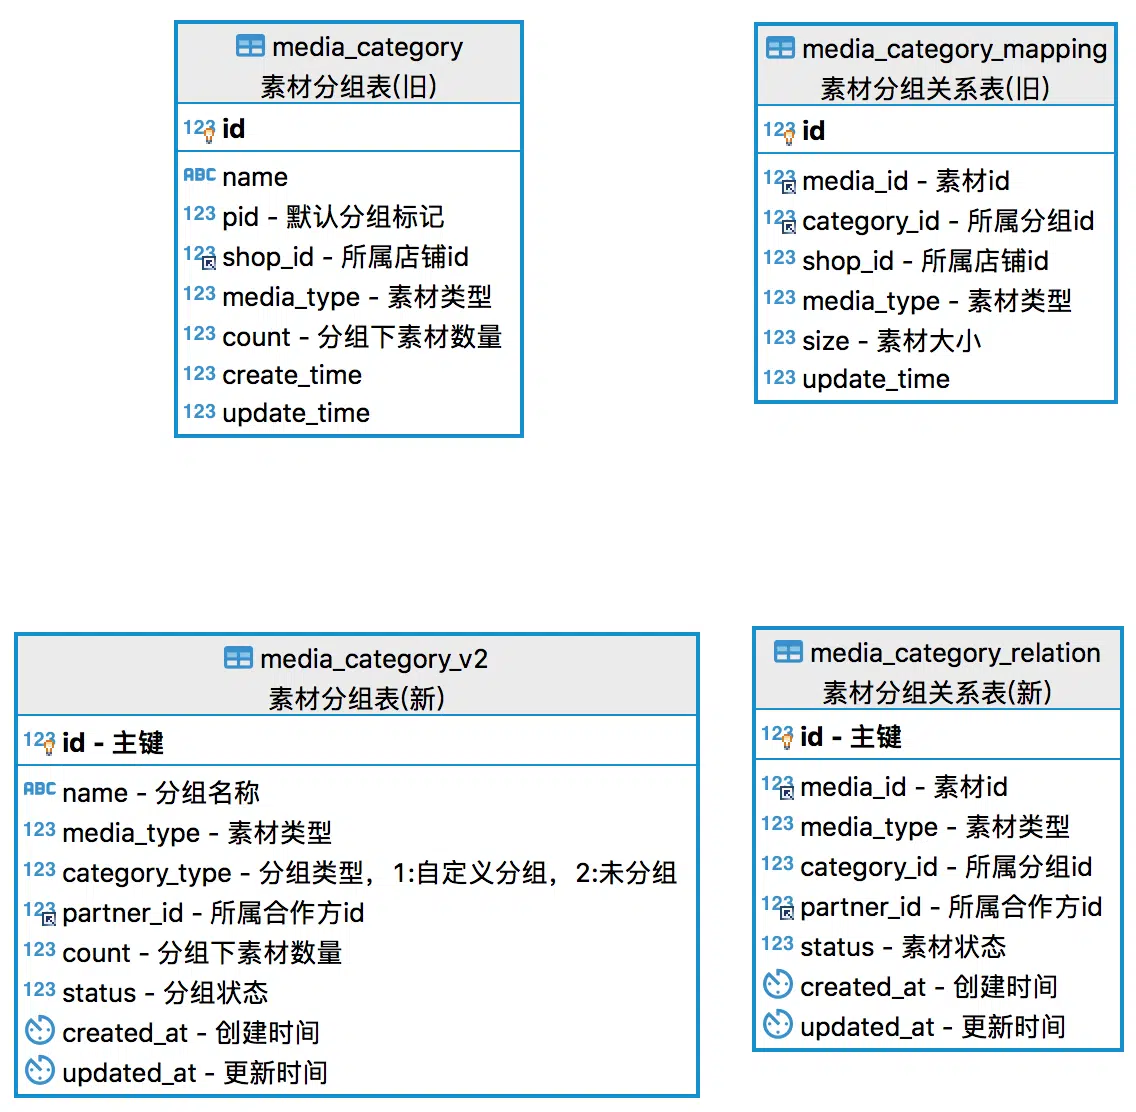 media_category
素材分组表(旧)
123 id
ABC name
123 pid - 默认分组标记
123 shop_id - 所属店铺id
123 media_type - 素材类型
123 count - 分组下素材数量
123 create_time
123 update_time
media_category_mapping
素材分组关系表(旧)
123 id
123 media_id - 素材id
123 category_id - 所属分组id
123 shop_id - 所属店铺id
123 media_type - 素材类型
123 size - 素材大小
123 update_time
media_category_v2
素材分组表(新)
123 id - 主键
ABC name - 分组名称
123 media_type - 素材类型
123 category_type - 分组类型，1:自定义分组，2:未分组
123 partner_id - 所属合作方id
123 count - 分组下素材数量
123 status - 分组状态
created_at - 创建时间
updated_at - 更新时间
media_category_relation
素材分组关系表(新)
123 id - 主键
123 media_id - 素材id
123 media_type - 素材类型
123 category_id - 所属分组id
123 partner_id - 所属合作方id
123 status - 素材状态
created_at - 创建时间
updated_at - 更新时间